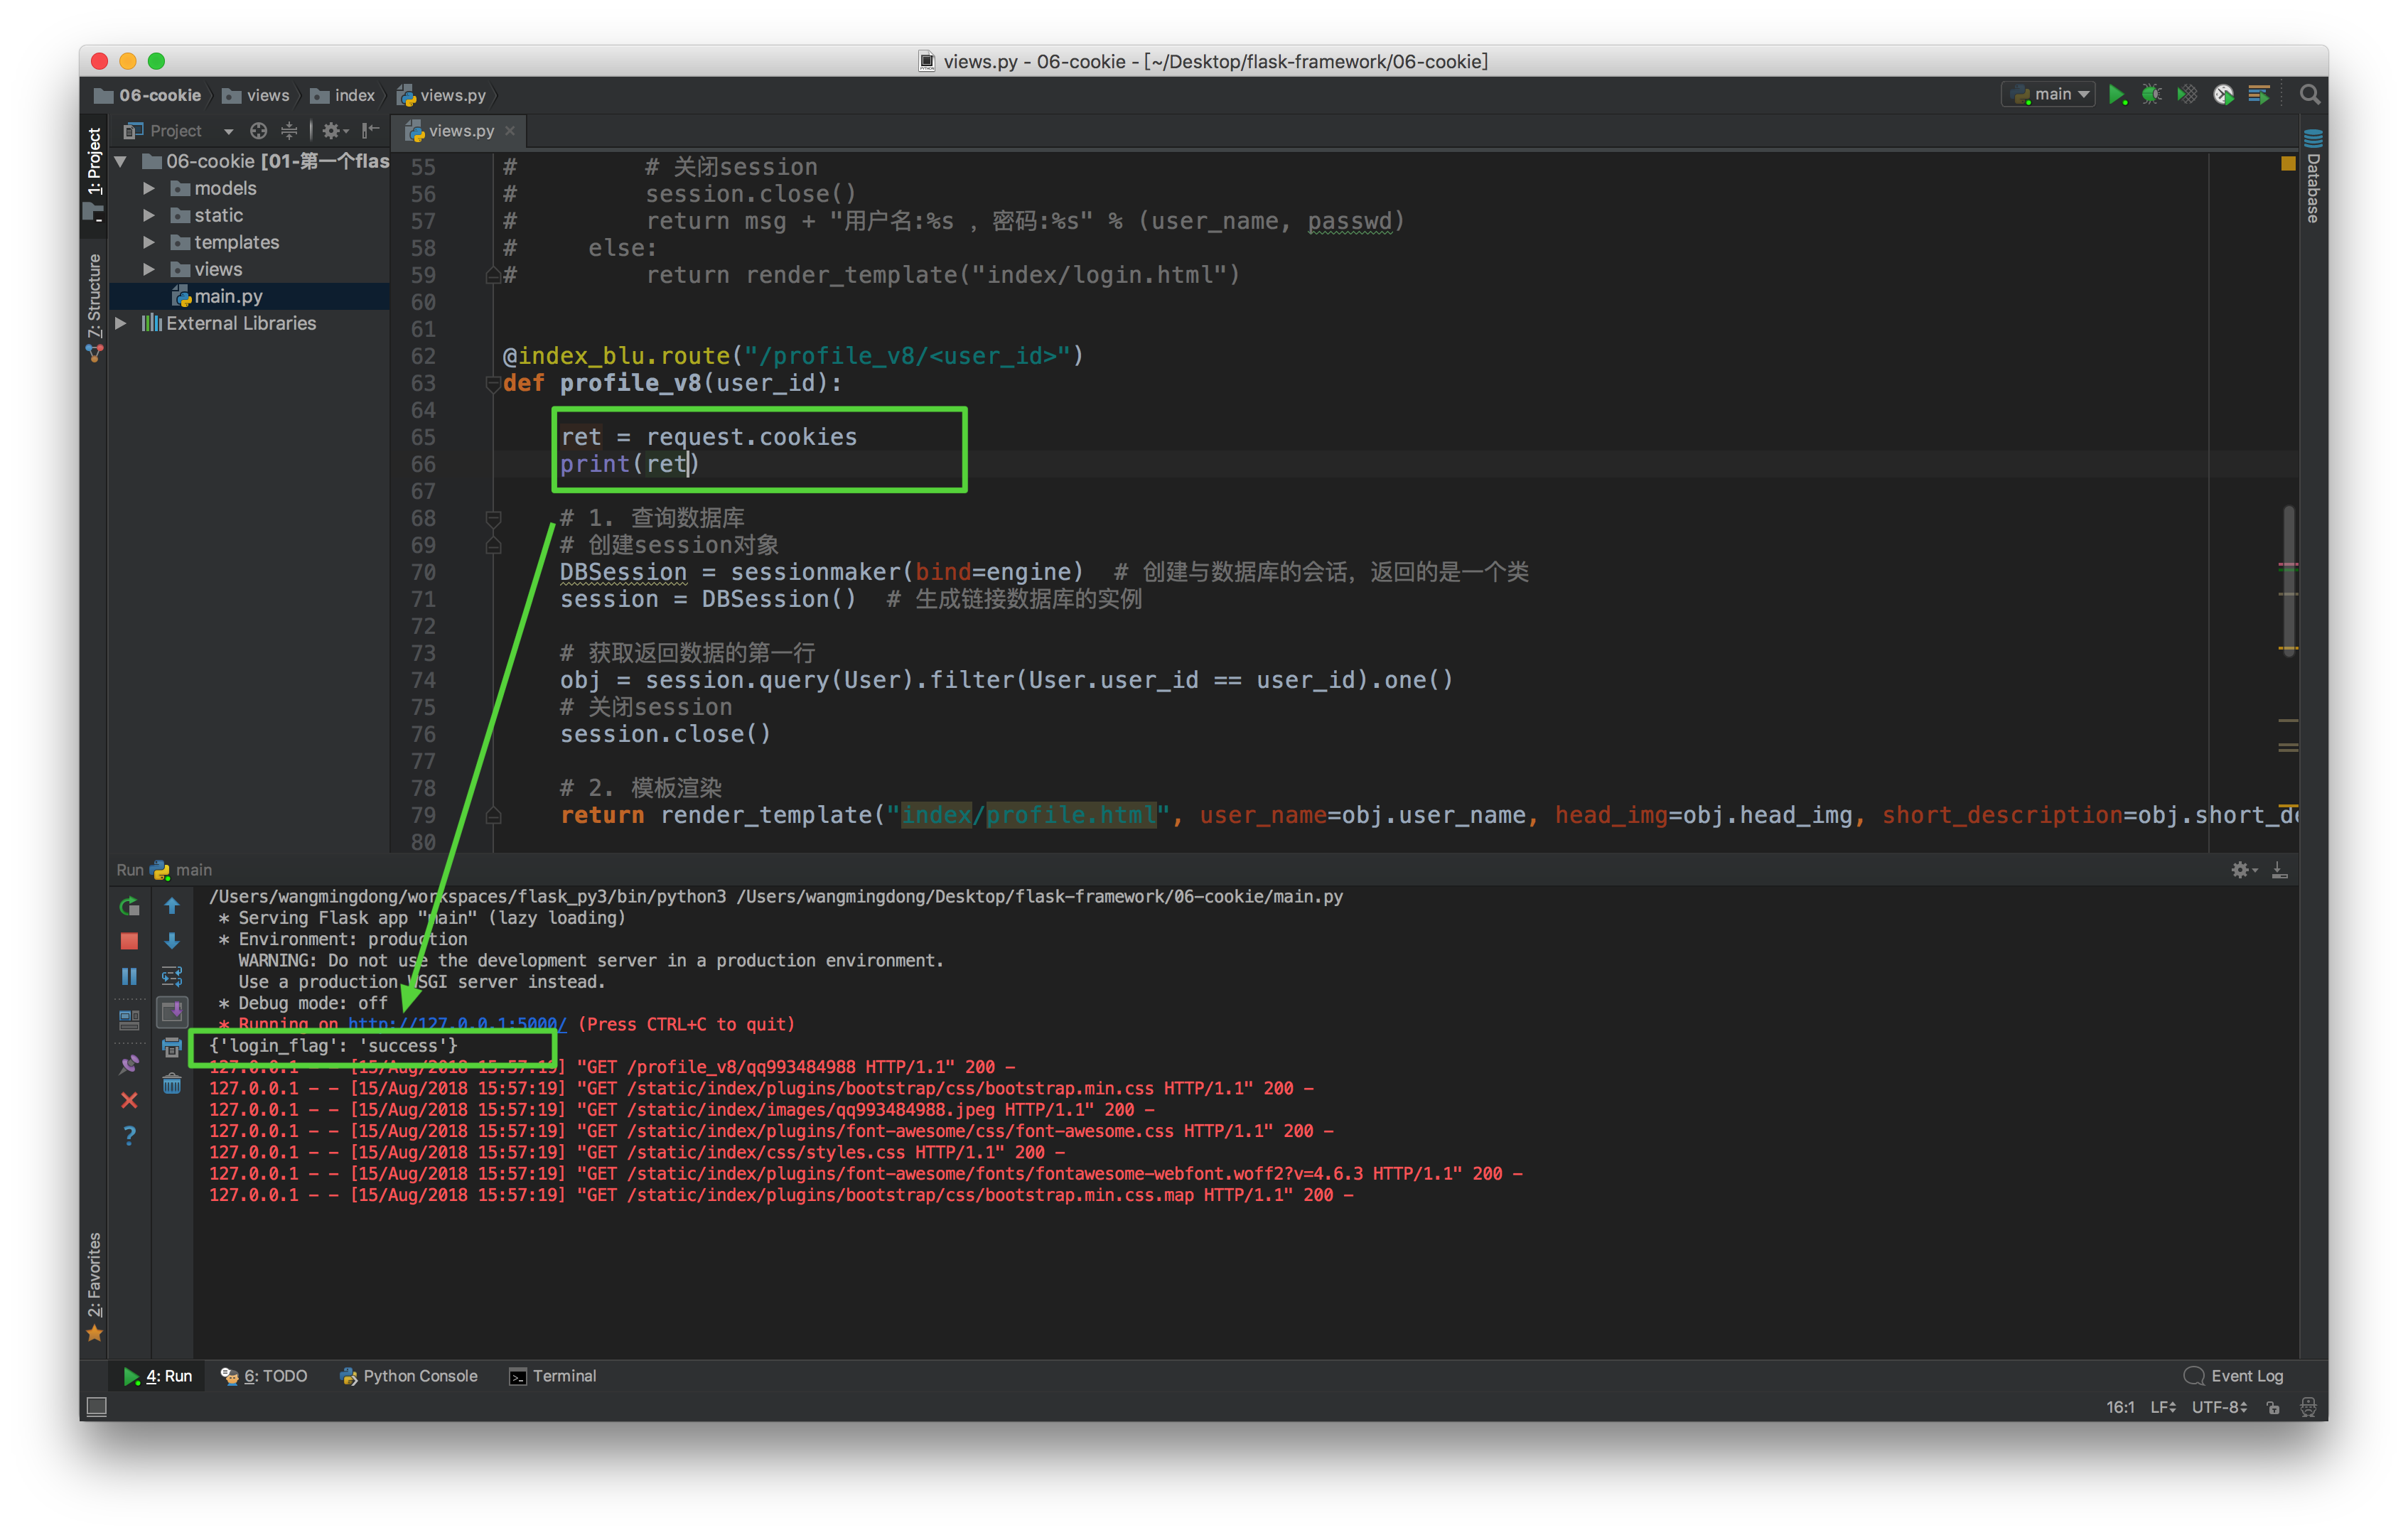 views.py - 06-cookie - [~/Desktop/flask-framework/06-cookie]
06-cookie views index views.py
main
Project
views.py
1: Project
7: Structure
2: Favorites
Database
06-cookie [01-第一个flas
models
static
templates
views
main.py
External Libraries
55 #         # 关闭session
56 #         session.close()
57 #         return msg + "用户名:%s ，密码:%s" % (user_name, passwd)
58 #     else:
59 #         return render_template("index/login.html")
60
61
62 @index_blu.route("/profile_v8/<user_id>")
63 def profile_v8(user_id):
64
65     ret = request.cookies
66     print(ret)
67
68     # 1. 查询数据库
69     # 创建session对象
70     DBSession = sessionmaker(bind=engine)  # 创建与数据库的会话，返回的是一个类
71     session = DBSession()  # 生成链接数据库的实例
72
73     # 获取返回数据的第一行
74     obj = session.query(User).filter(User.user_id == user_id).one()
75     # 关闭session
76     session.close()
77
78     # 2. 模板渲染
79     return render_template("index/profile.html", user_name=obj.user_name, head_img=obj.head_img, short_description=obj.short_de
80
Run main
/Users/wangmingdong/workspaces/flask_py3/bin/python3 /Users/wangmingdong/Desktop/flask-framework/06-cookie/main.py
 * Serving Flask app "main" (lazy loading)
 * Environment: production
   WARNING: Do not use the development server in a production environment.
   Use a production WSGI server instead.
 * Debug mode: off
 * Running on http://127.0.0.1:5000/ (Press CTRL+C to quit)
{'login_flag': 'success'}
127.0.0.1 - - [15/Aug/2018 15:57:19] "GET /profile_v8/qq993484988 HTTP/1.1" 200 -
127.0.0.1 - - [15/Aug/2018 15:57:19] "GET /static/index/plugins/bootstrap/css/bootstrap.min.css HTTP/1.1" 200 -
127.0.0.1 - - [15/Aug/2018 15:57:19] "GET /static/index/images/qq993484988.jpeg HTTP/1.1" 200 -
127.0.0.1 - - [15/Aug/2018 15:57:19] "GET /static/index/plugins/font-awesome/css/font-awesome.css HTTP/1.1" 200 -
127.0.0.1 - - [15/Aug/2018 15:57:19] "GET /static/index/css/styles.css HTTP/1.1" 200 -
127.0.0.1 - - [15/Aug/2018 15:57:19] "GET /static/index/plugins/font-awesome/fonts/fontawesome-webfont.woff2?v=4.6.3 HTTP/1.1" 200 -
127.0.0.1 - - [15/Aug/2018 15:57:19] "GET /static/index/plugins/bootstrap/css/bootstrap.min.css.map HTTP/1.1" 200 -
4: Run 6: TODO Python Console Terminal Event Log
16:1 LF UTF-8